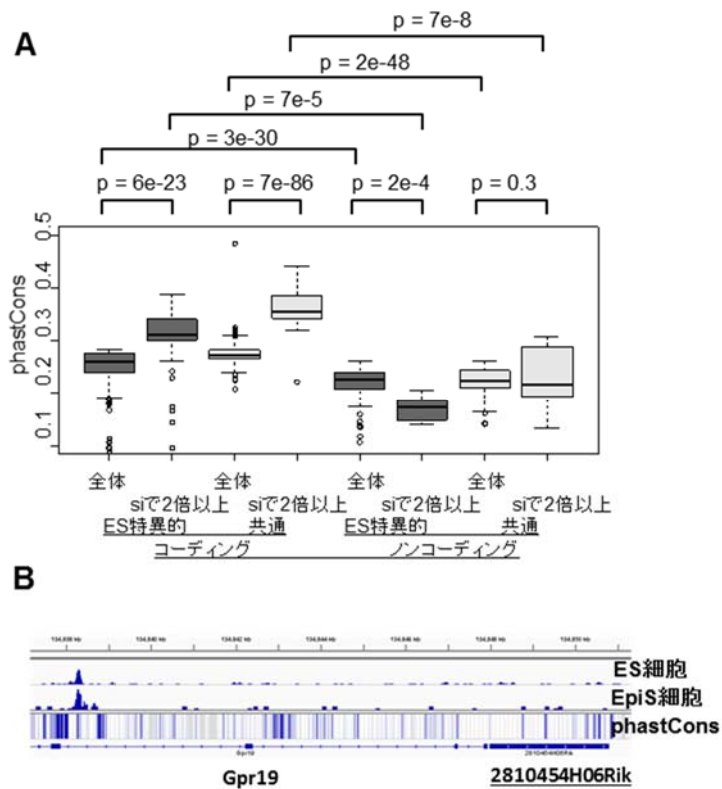 A
p = 7e-8
p = 2e-48
p = 7e-5
p = 3e-30
p = 6e-23 p = 7e-86 p = 2e-4 p = 0.3
phastCons
0.5
0.4
0.3
0.2
0.1
全体 全体 全体 全体
siで2倍以上 siで2倍以上 siで2倍以上 siで2倍以上
ES特異的 共通 ES特異的 共通
コーディング ノンコーディング
B
ES細胞
EpiS細胞
phastCons
Gpr19 2810454H06Rik
Gpr19 2810454H06Rik